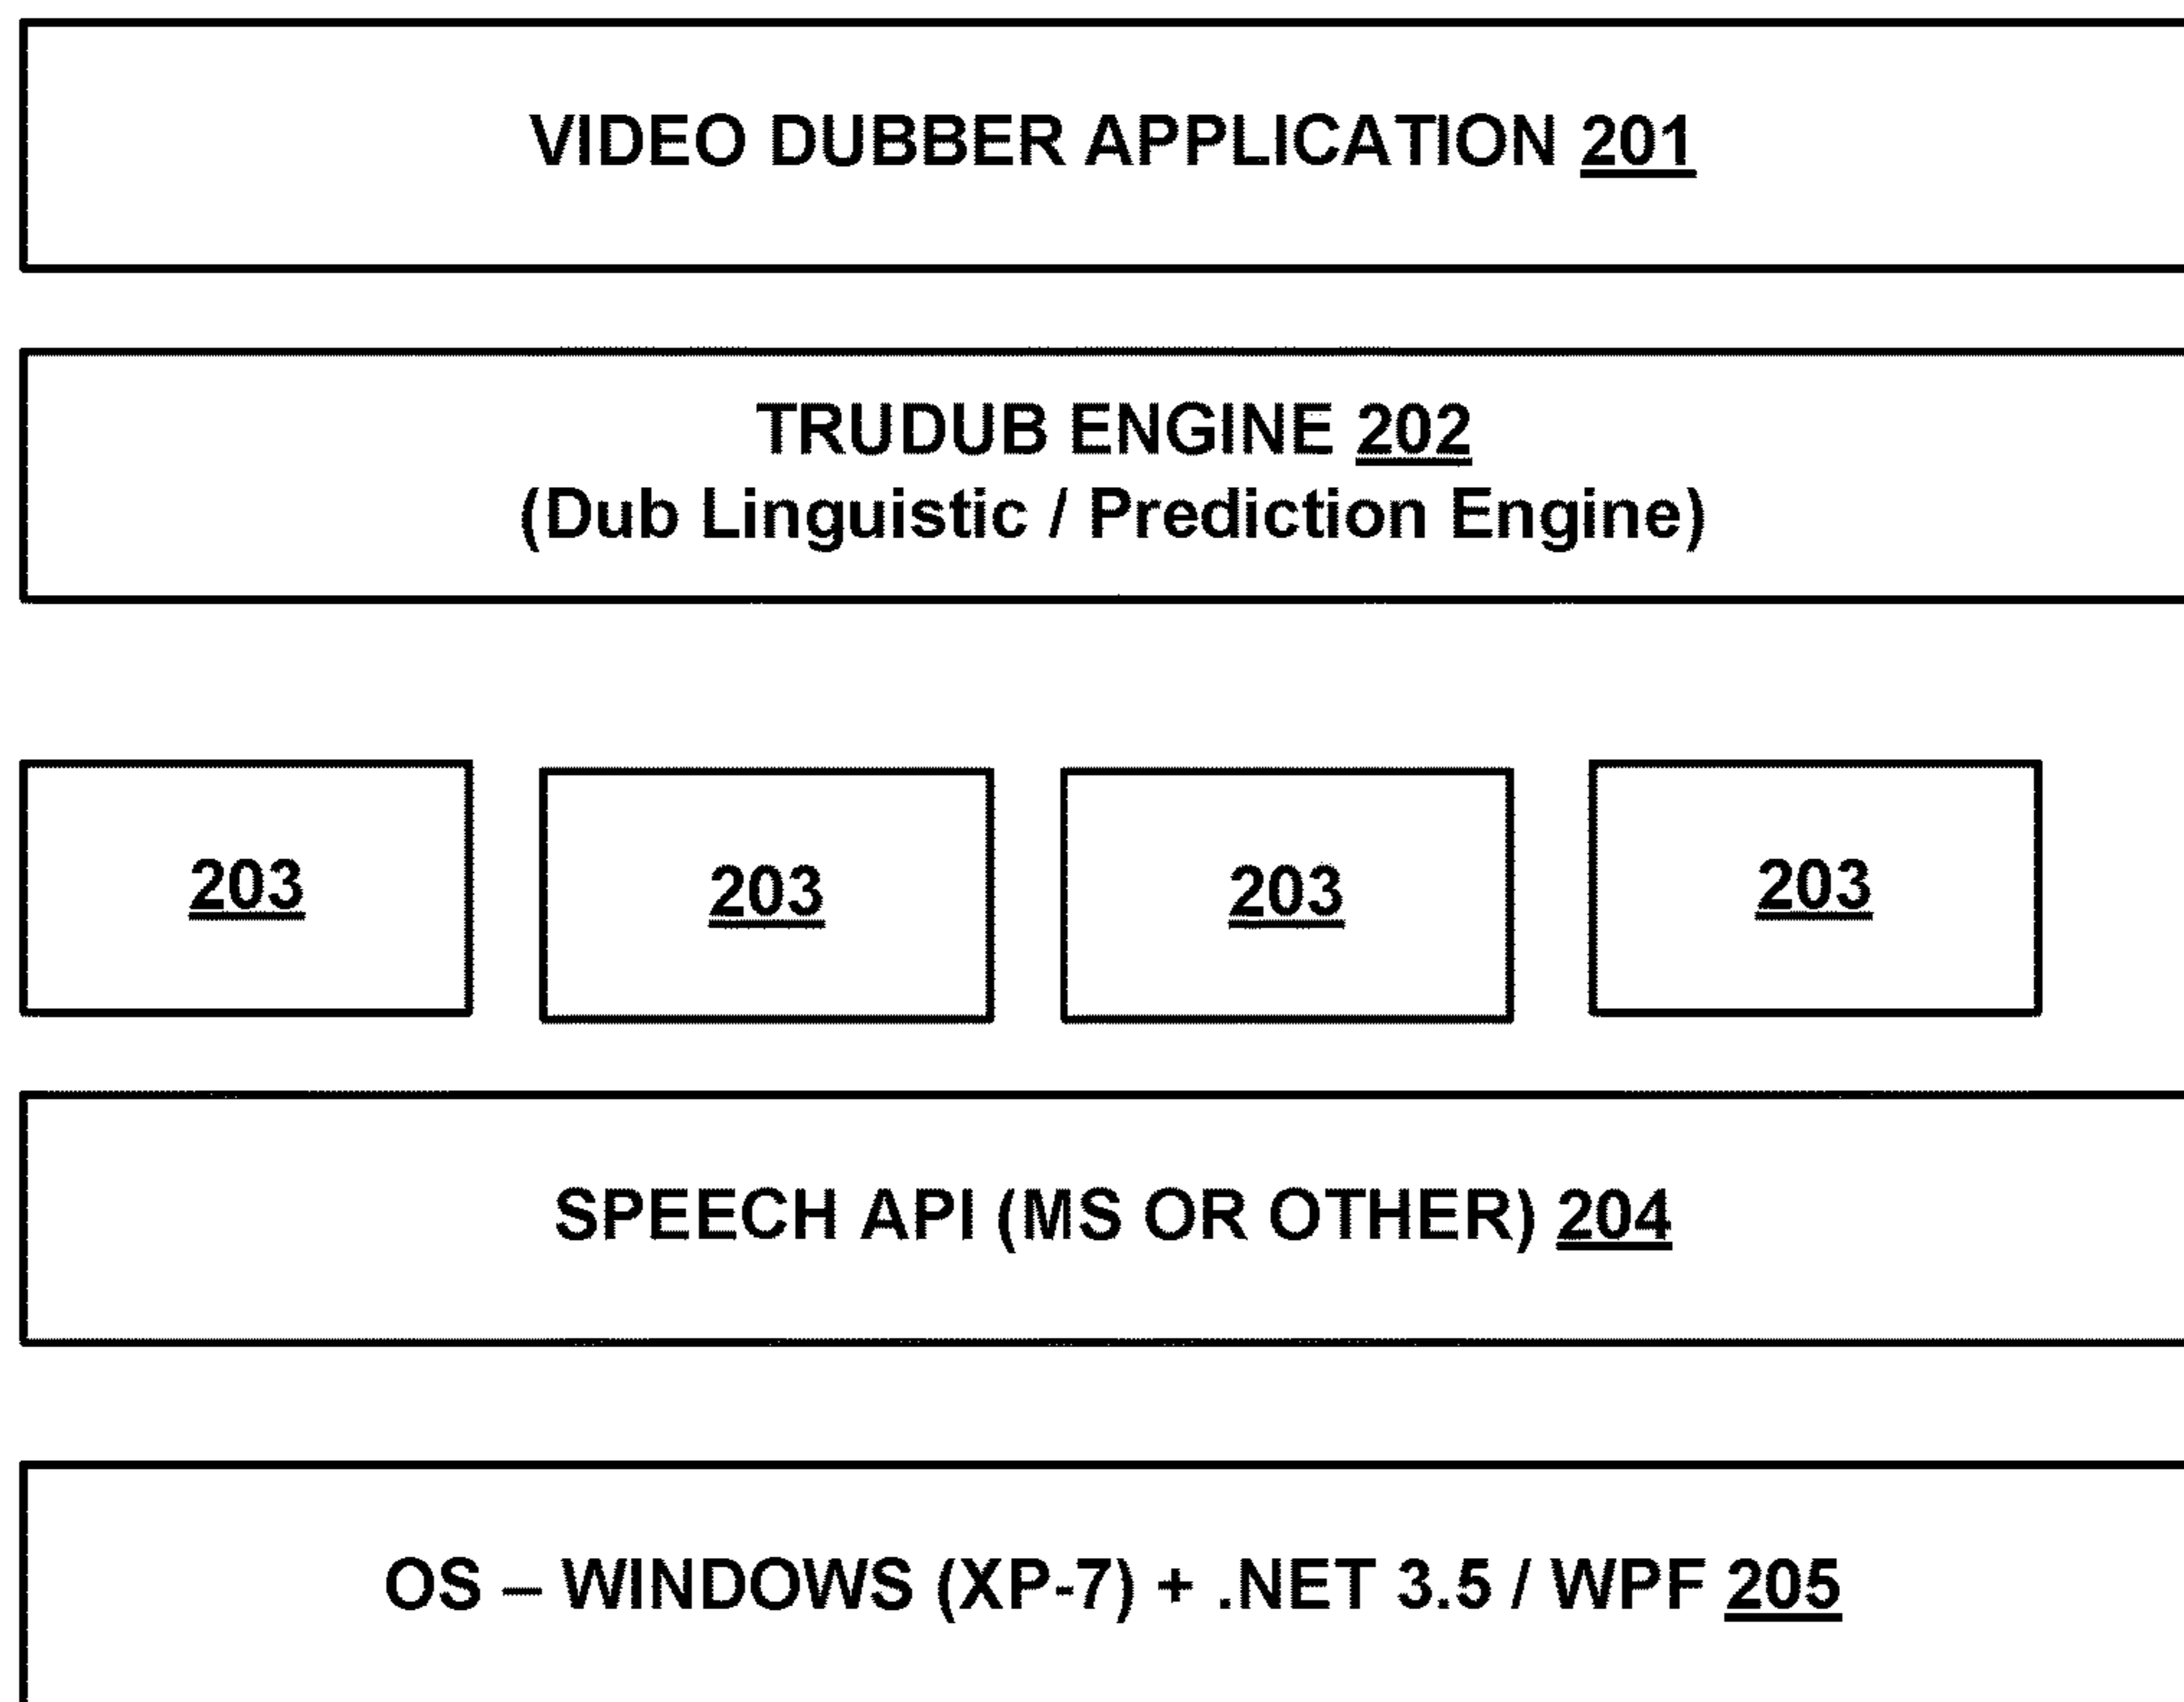 VIDEO DUBBER APPLICATION 201
TRUDUB ENGINE 202
(Dub Linguistic / Prediction Engine)
203 203 203 203
SPEECH API (MS OR OTHER) 204
OS – WINDOWS (XP-7) + .NET 3.5 / WPF 205